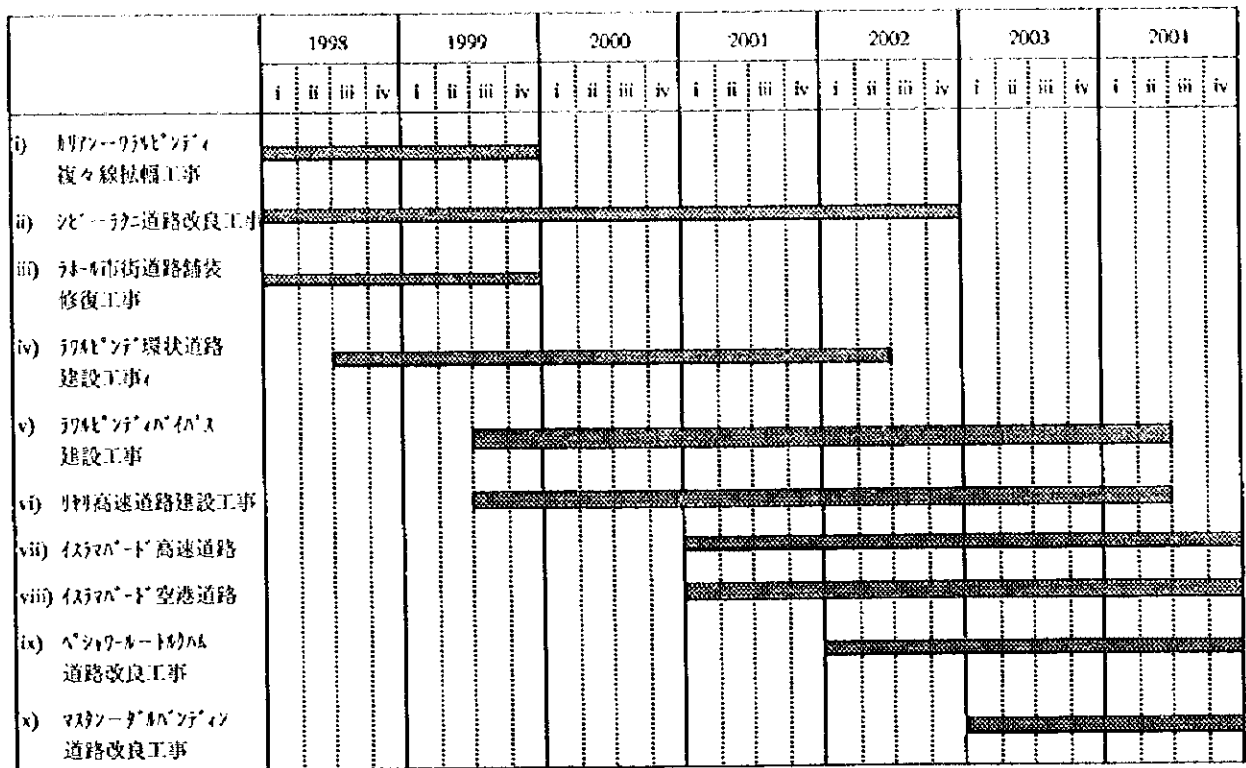 1998 1999 2000 2001 2002 2003 2004
i ii iii iv i ii iii iv i ii iii iv i ii iii iv i ii iii iv i ii iii iv i ii iii iv
i) ｶﾘｱﾝーﾜﾗﾙﾋﾟﾝﾃﾞｨ
複々線拡幅工事
ii) ｼﾋﾞーﾗｸﾆ道路改良工事
iii) ﾗﾎｰﾙ市街道路舗装
修復工事
iv) ﾗﾜﾙﾋﾟﾝﾃﾞ環状道路
建設工事ｨ
v) ﾗﾜﾙﾋﾟﾝﾃﾞｨﾊﾞｲﾊﾟｽ
建設工事
vi) ﾘﾔﾘ高速道路建設工事
vii) ｲｽﾗﾏﾊﾞｰﾄﾞ高速道路
viii) ｲｽﾗﾏﾊﾞｰﾄﾞ空港道路
ix) ﾍﾟｼｬﾜｰﾙーﾄﾙｸﾊﾑ
道路改良工事
x) ﾏｽﾀﾝーﾀﾞﾙﾊﾞﾝﾃﾞｨﾝ
道路改良工事